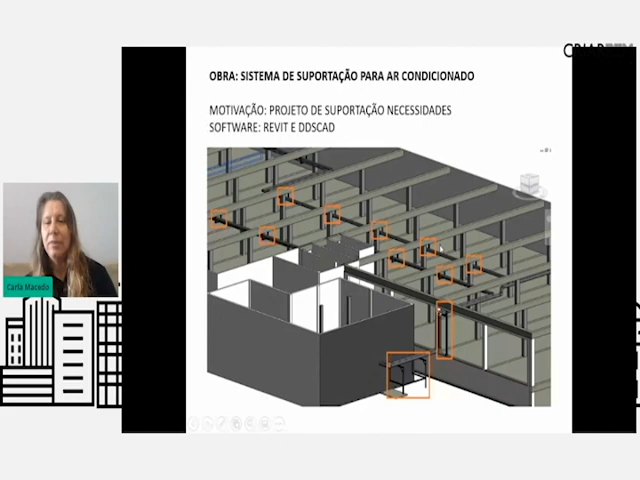 OBRA: SISTEMA DE SUPORTAÇÃO PARA AR CONDICIONADO
MOTIVAÇÃO: PROJETO DE SUPORTAÇÃO NECESSIDADES
SOFTWARE: REVIT E DDSCAD
Carla Macedo